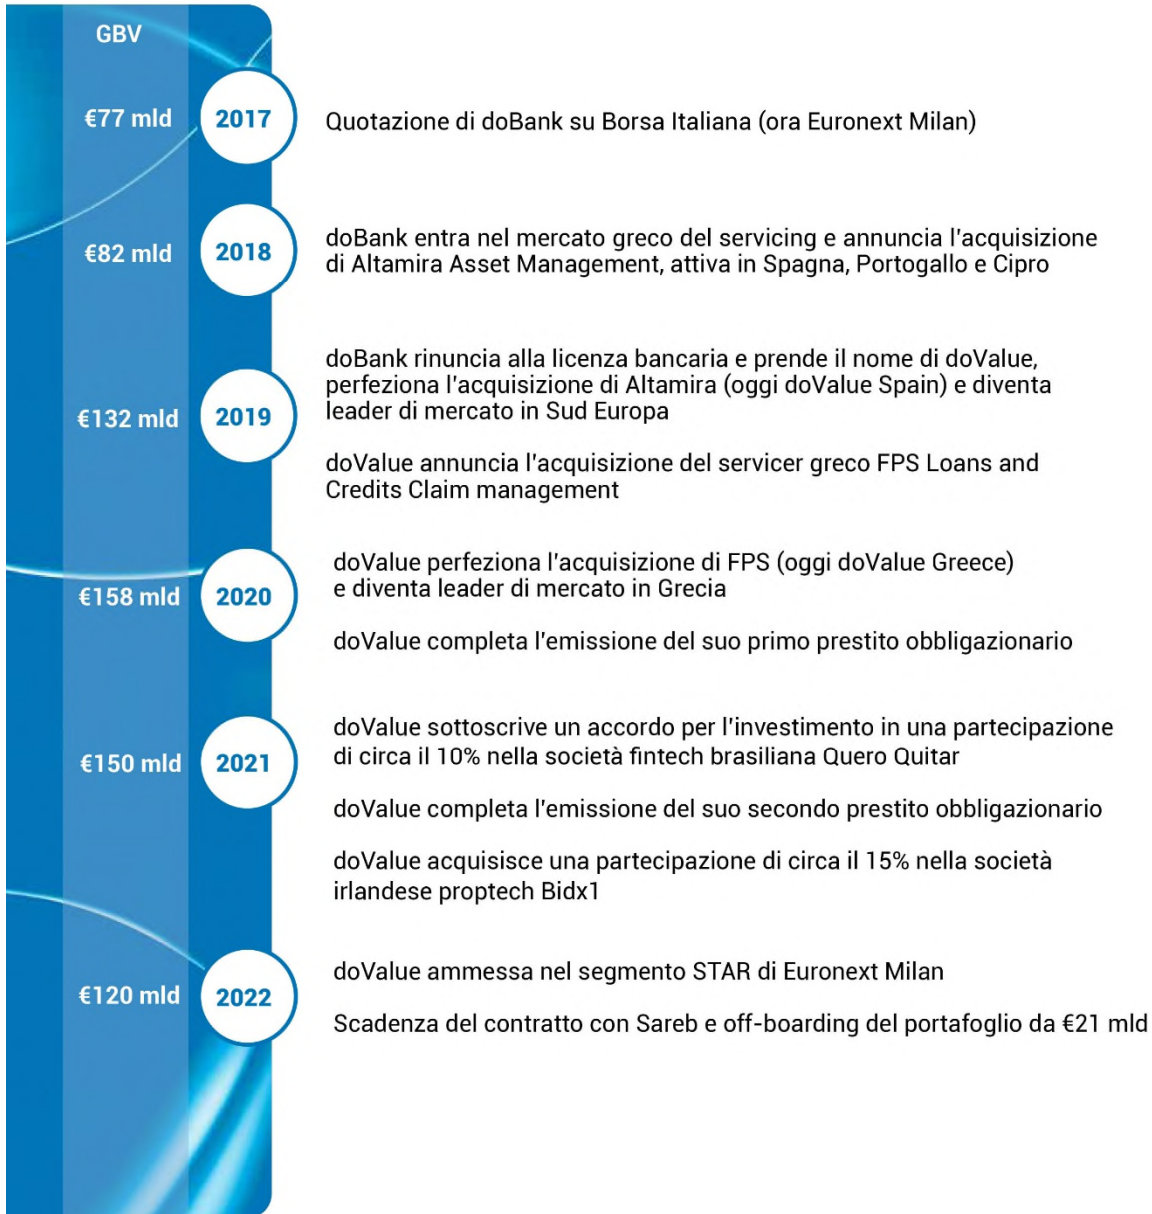 GBV
€77 mld
2017
Quotazione di doBank su Borsa Italiana (ora Euronext Milan)
€82 mld
2018
doBank entra nel mercato greco del servicing e annuncia l'acquisizione
di Altamira Asset Management, attiva in Spagna, Portogallo e Cipro
€132 mld
2019
doBank rinuncia alla licenza bancaria e prende il nome di doValue,
perfeziona l'acquisizione di Altamira (oggi doValue Spain) e diventa
leader di mercato in Sud Europa
doValue annuncia l'acquisizione del servicer greco FPS Loans and
Credits Claim management
€158 mld
2020
doValue perfeziona l'acquisizione di FPS (oggi doValue Greece)
e diventa leader di mercato in Grecia
doValue completa l'emissione del suo primo prestito obbligazionario
€150 mld
2021
doValue sottoscrive un accordo per l'investimento in una partecipazione
di circa il 10% nella società fintech brasiliana Quero Quitar
doValue completa l'emissione del suo secondo prestito obbligazionario
doValue acquisisce una partecipazione di circa il 15% nella società
irlandese proptech Bidx1
€120 mld
2022
doValue ammessa nel segmento STAR di Euronext Milan
Scadenza del contratto con Sareb e off-boarding del portafoglio da €21 mld